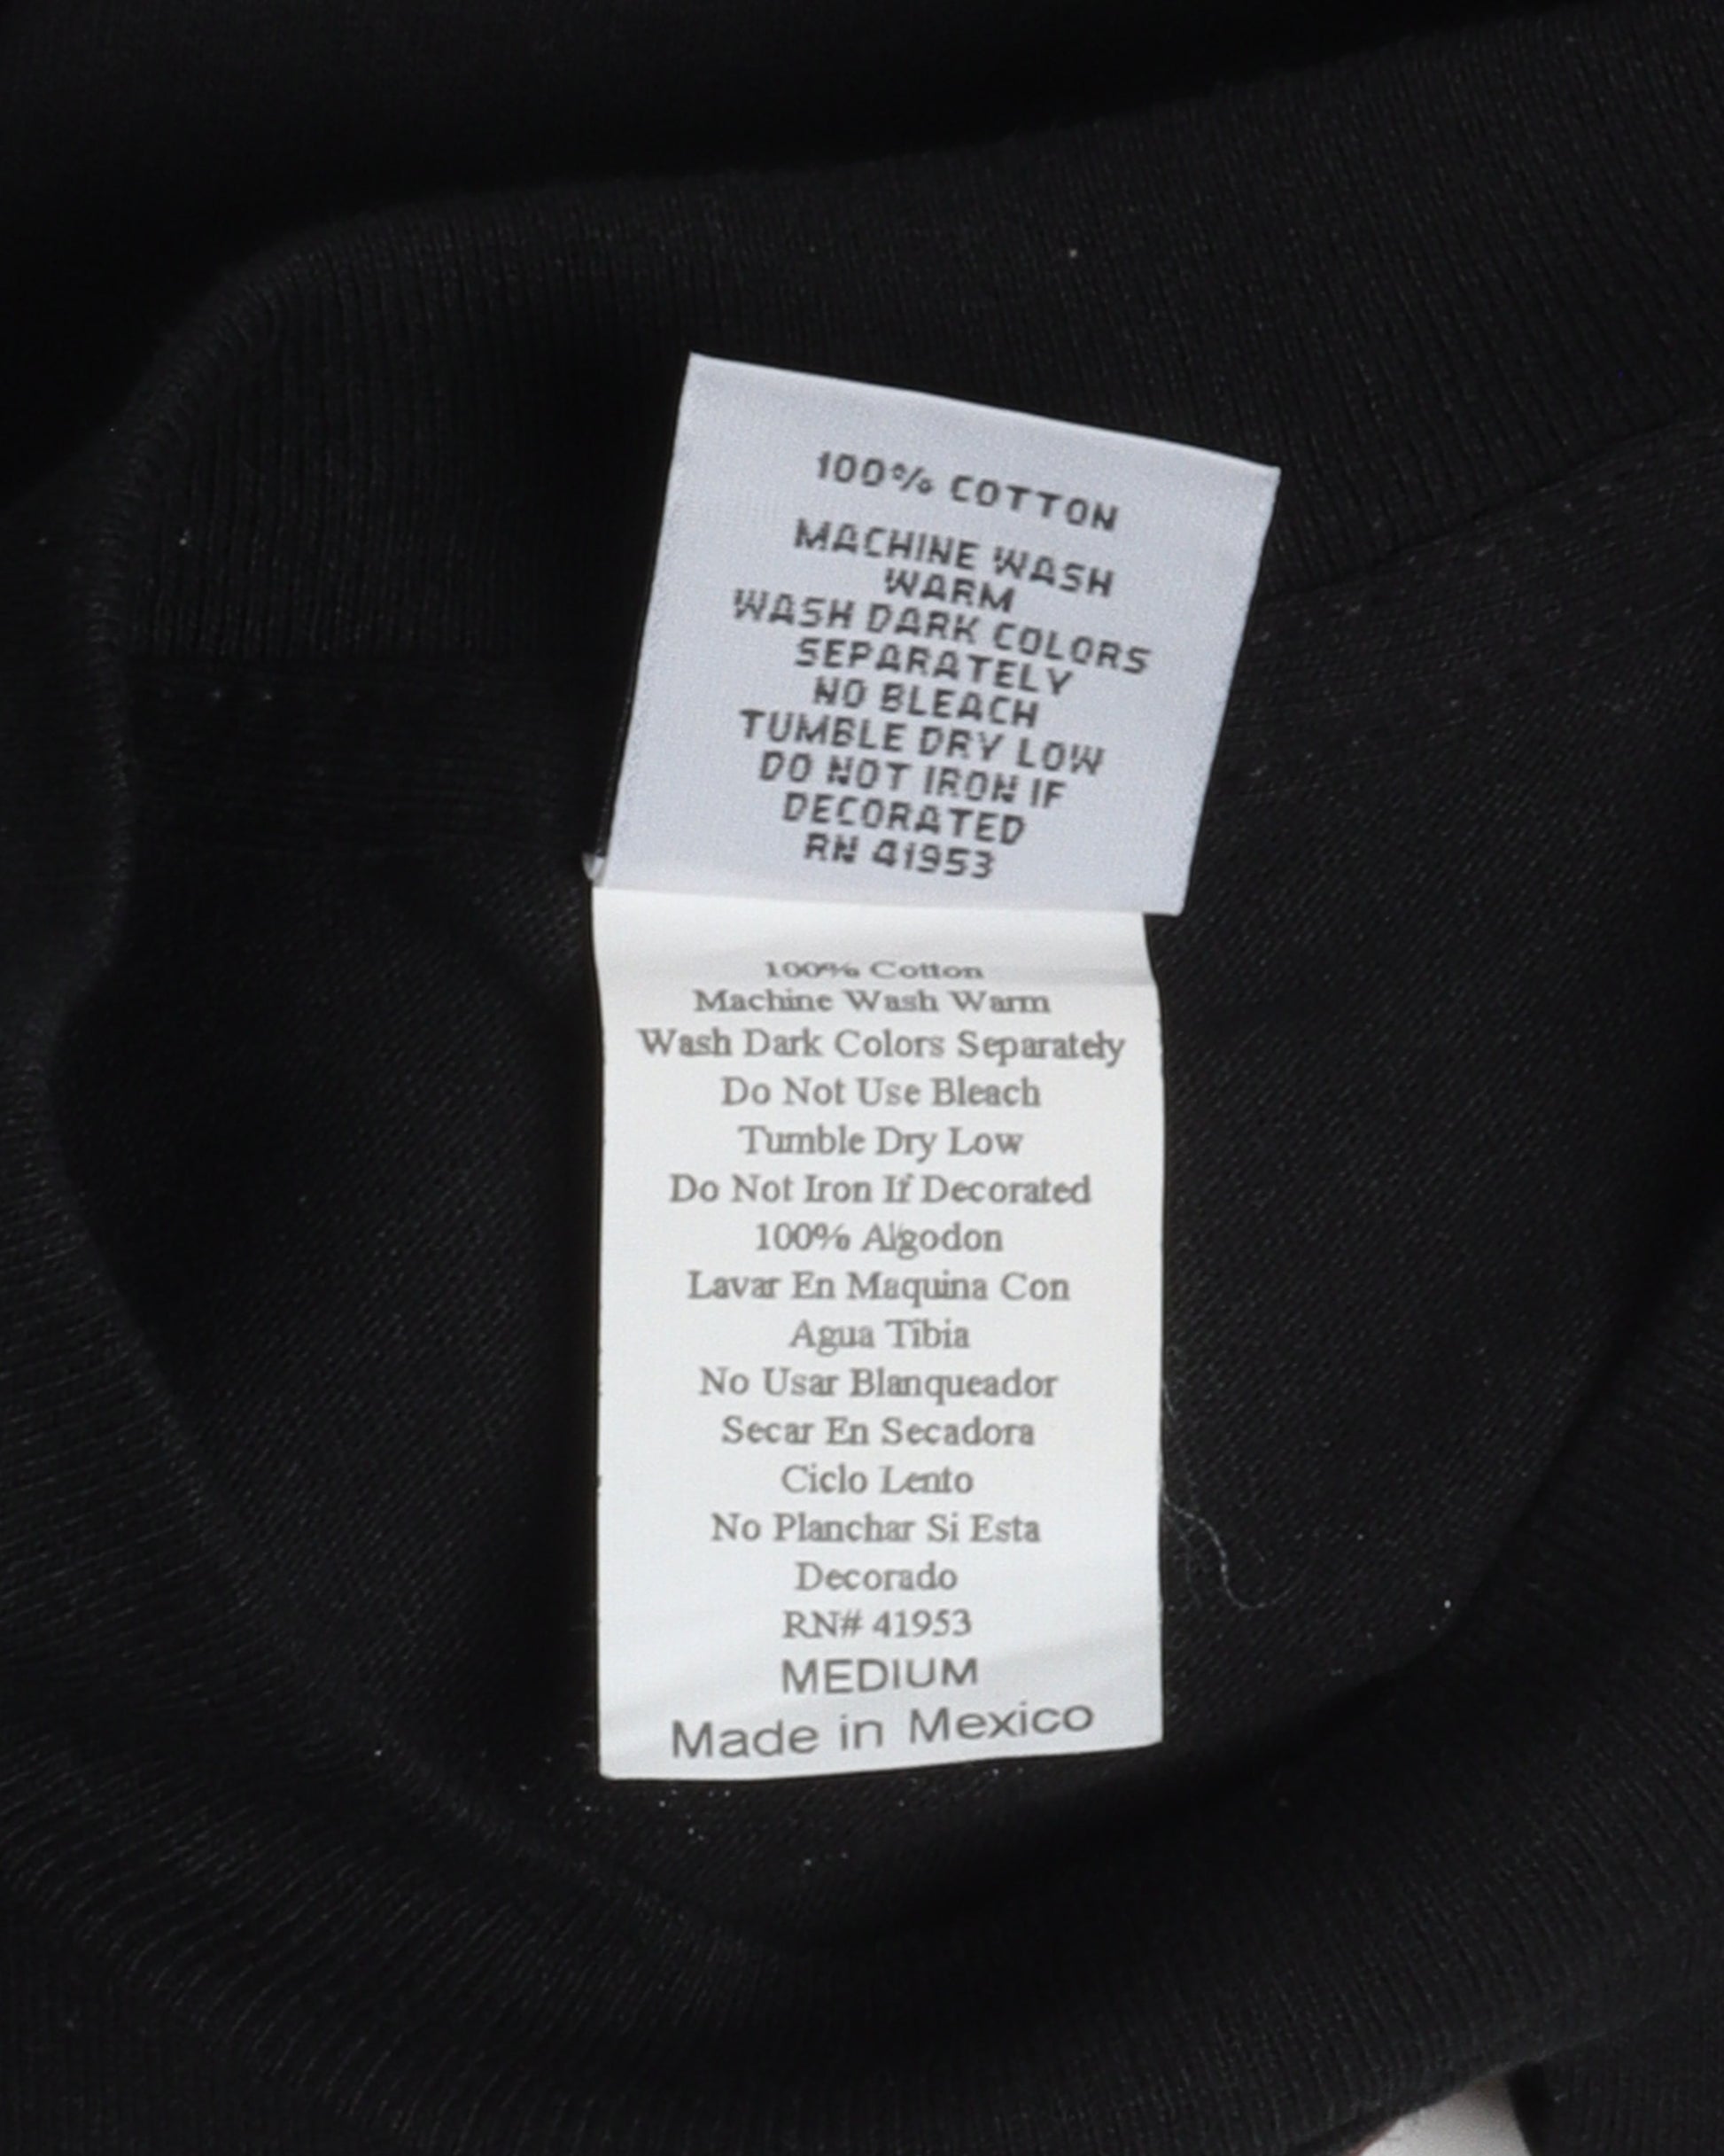 100% COTTON
MACHINE WASH
WARM
WASH DARK COLORS
SEPARATELY
NO BLEACH
TUMBLE DRY LOW
DO NOT IRON IF
DECORATED
RN 41953
100% Cotton
Machine Wash Warm
Wash Dark Colors Separately
Do Not Use Bleach
Tumble Dry Low
Do Not Iron If Decorated
100% Algodon
Lavar En Maquina Con
Agua Tibia
No Usar Blanqueador
Secar En Secadora
Ciclo Lento
No Planchar Si Esta
Decorado
RN# 41953
MEDIUM
Made in Mexico